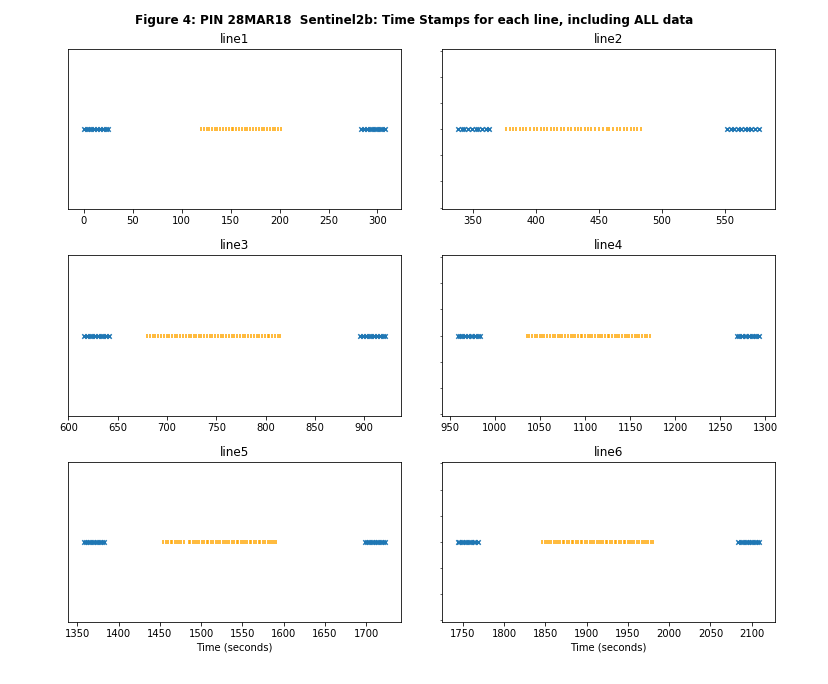 Figure 4: PIN 28MAR18  Sentinel2b: Time Stamps for each line, including ALL data
line1
0 50 100 150 200 250 300
line2
350 400 450 500 550
line3
600 650 700 750 800 850 900
line4
950 1000 1050 1100 1150 1200 1250 1300
line5
1350 1400 1450 1500 1550 1600 1650 1700
Time (seconds)
line6
1750 1800 1850 1900 1950 2000 2050 2100
Time (seconds)